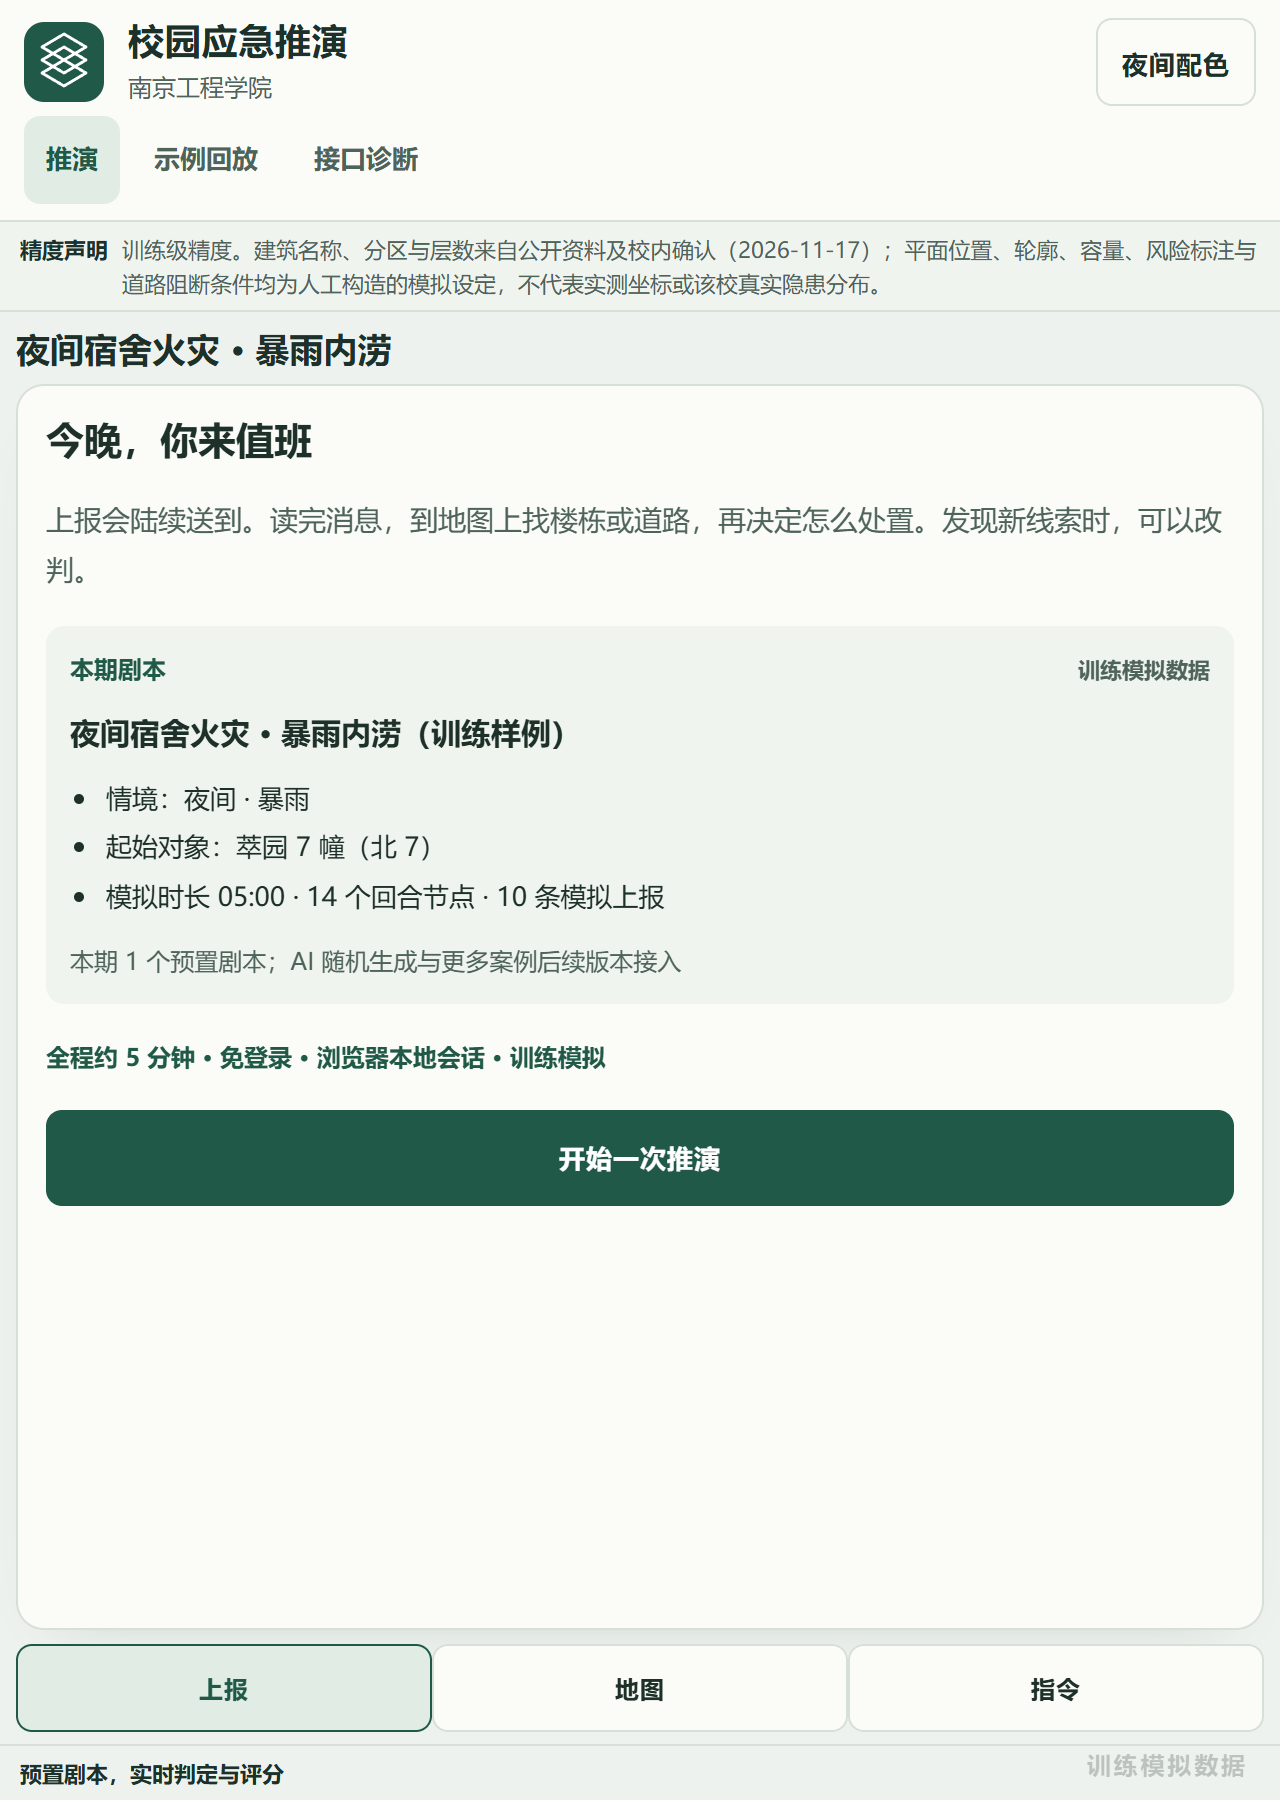 校园应急推演
南京工程学院
夜间配色
推演
示例回放
接口诊断
精度声明 训练级精度。建筑名称、分区与层数来自公开资料及校内确认（2026-11-17）；平面位置、轮廓、容量、风险标注与
道路阻断条件均为人工构造的模拟设定，不代表实测坐标或该校真实隐患分布。
夜间宿舍火灾·暴雨内涝
今晚，你来值班
上报会陆续送到。读完消息，到地图上找楼栋或道路，再决定怎么处置。发现新线索时，可以改
判。
本期剧本
训练模拟数据
夜间宿舍火灾·暴雨内涝（训练样例）
• 情境：夜间 · 暴雨
• 起始对象：萃园 7 幢（北 7）
• 模拟时长 05:00 · 14 个回合节点 · 10 条模拟上报
本期 1 个预置剧本；AI 随机生成与更多案例后续版本接入
全程约 5 分钟·免登录·浏览器本地会话·训练模拟
开始一次推演
上报
地图
指令
预置剧本，实时判定与评分
训练模拟数据